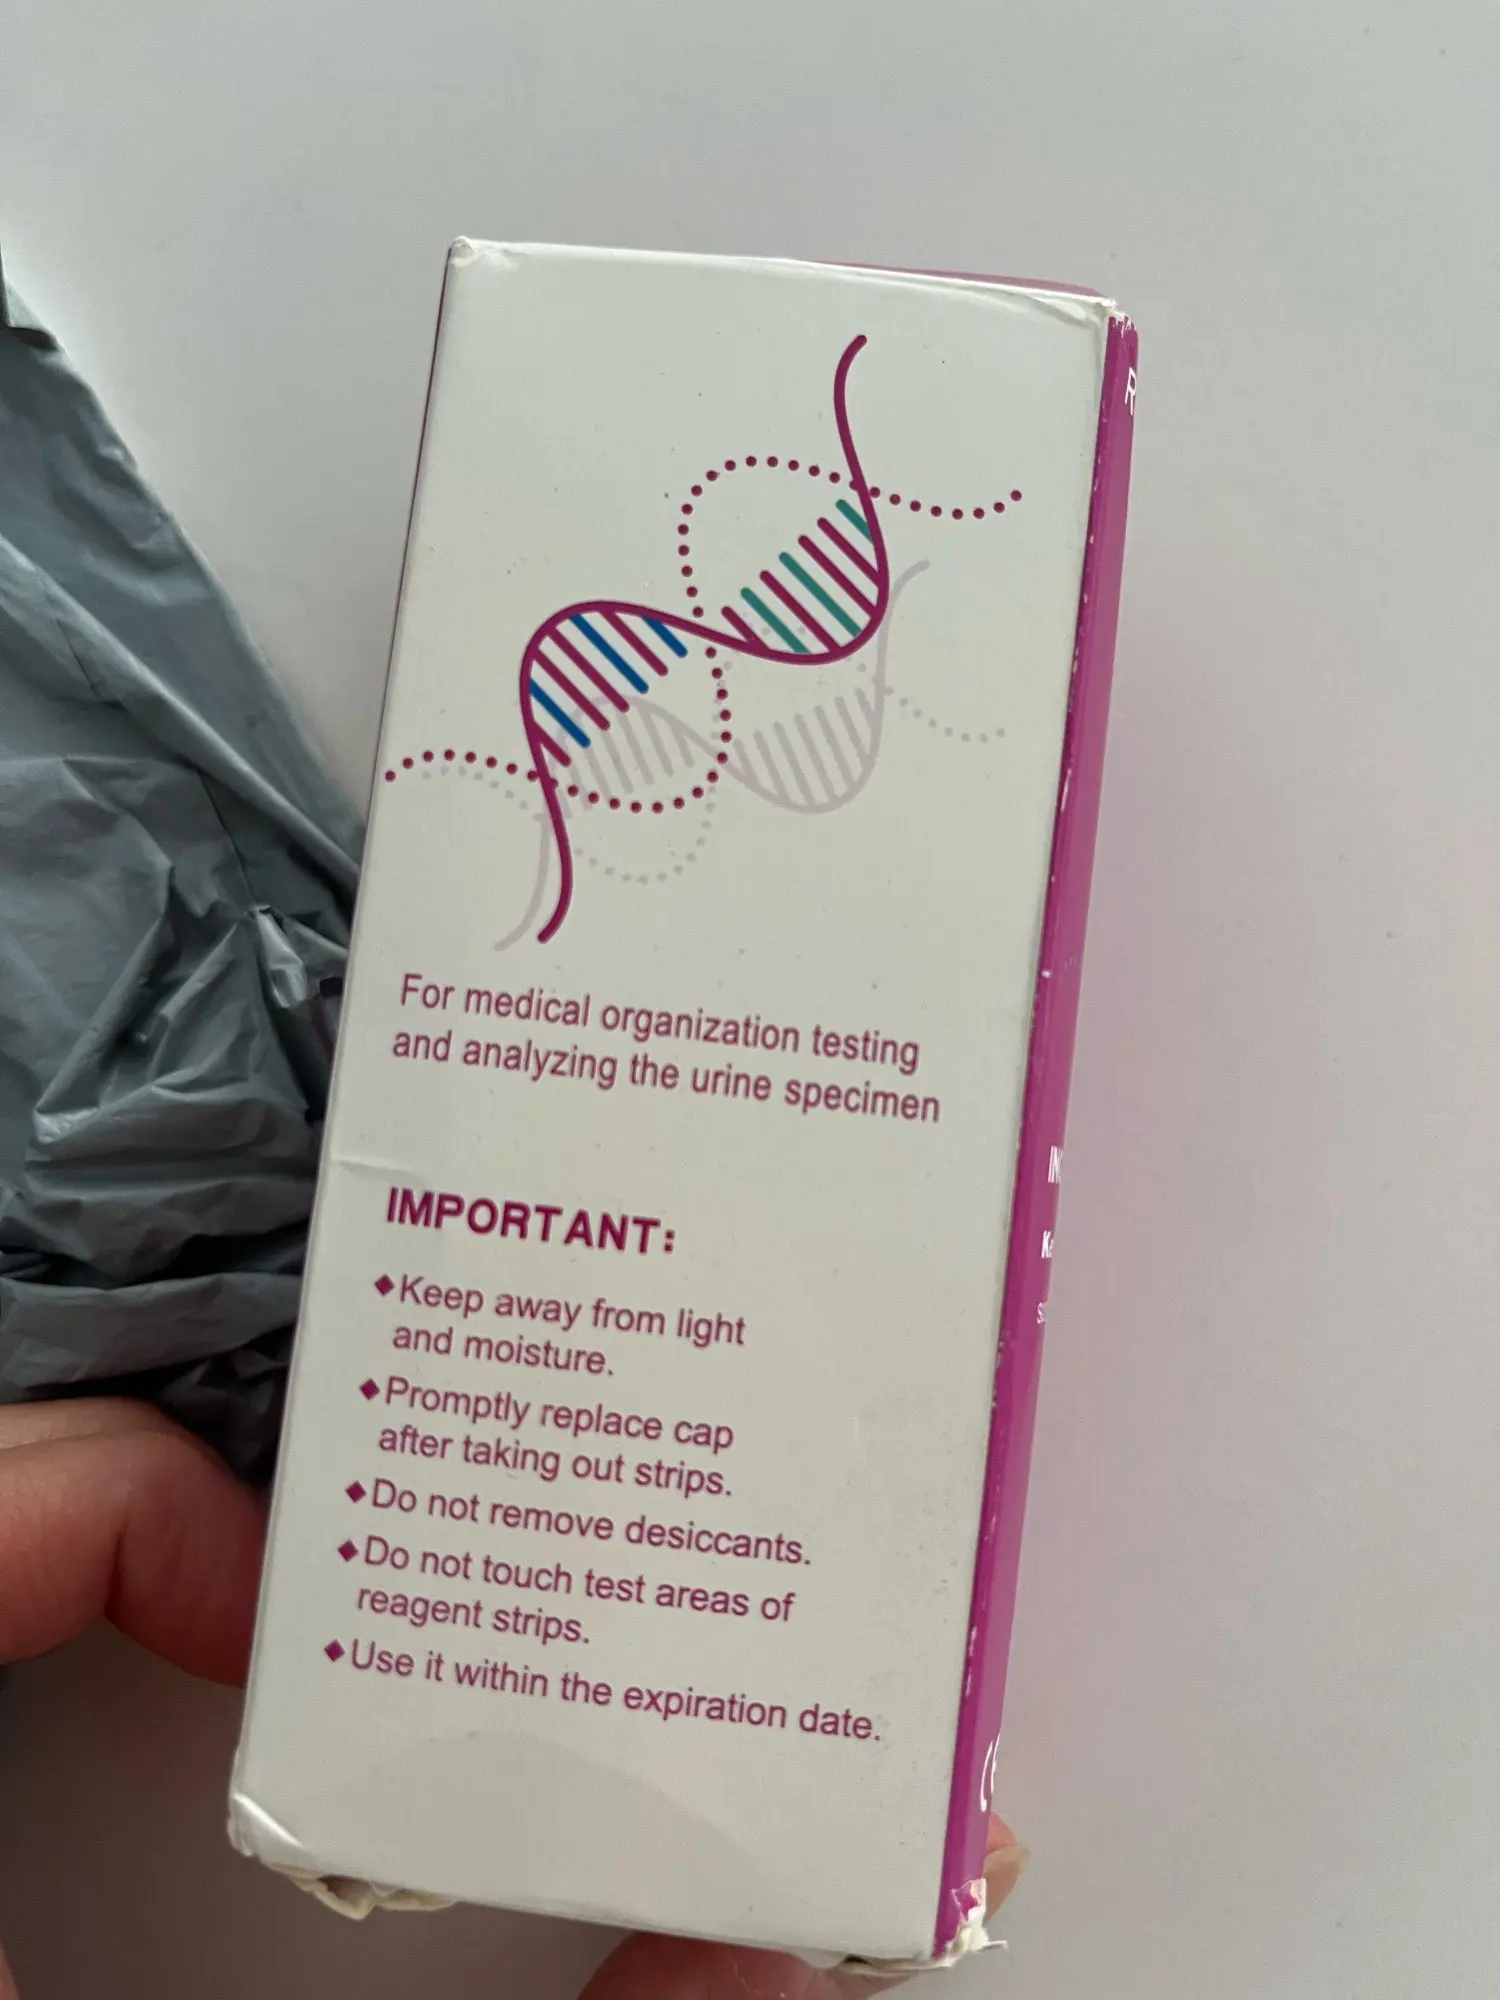 For medical organization testing
and analyzing the urine specimen
IMPORTANT:
◆Keep away from light
and moisture.
◆Promptly replace cap
after taking out strips.
◆Do not remove desiccants.
◆Do not touch test areas of
reagent strips.
◆Use it within the expiration date.